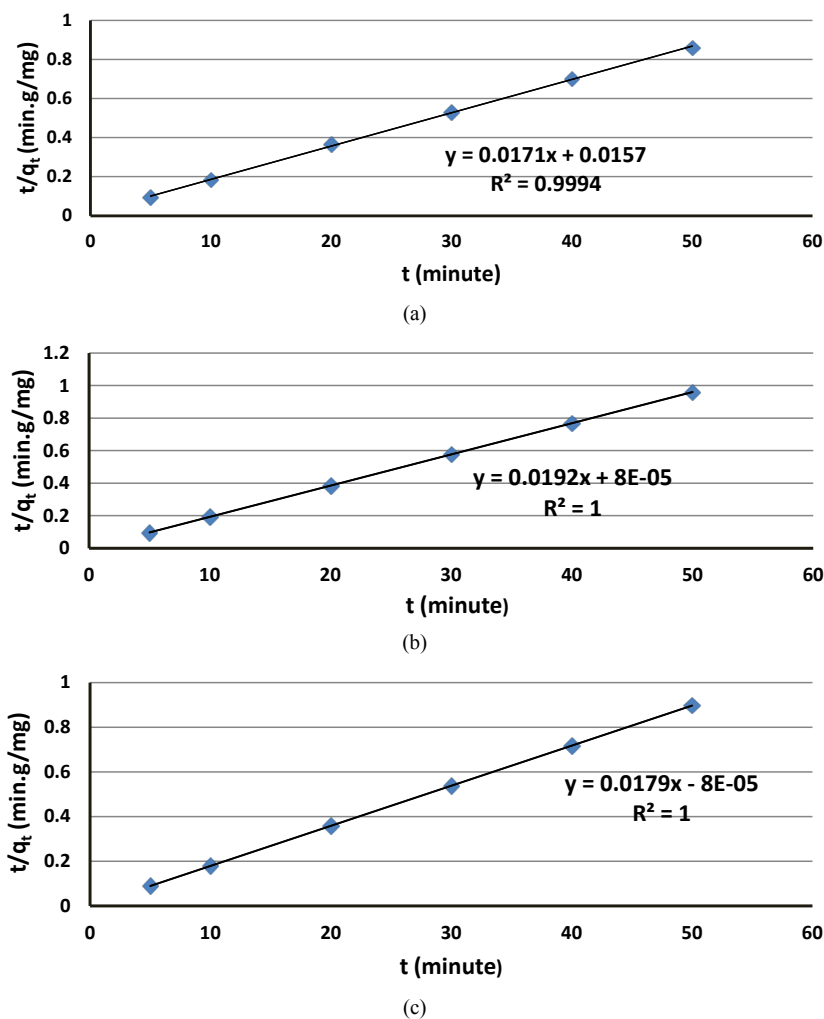 1
0.8
0.6
0.4
0.2
0
t/qt (min.g/mg)
y = 0.0171x + 0.0157
R² = 0.9994
0 10 20 30 40 50 60
t (minute)
(a)
1.2
1
0.8
0.6
0.4
0.2
0
t/qt (min.g/mg)
y = 0.0192x + 8E-05
R² = 1
0 10 20 30 40 50 60
t (minute)
(b)
1
0.8
0.6
0.4
0.2
0
t/qt (min.g/mg)
y = 0.0179x - 8E-05
R² = 1
0 10 20 30 40 50 60
t (minute)
(c)